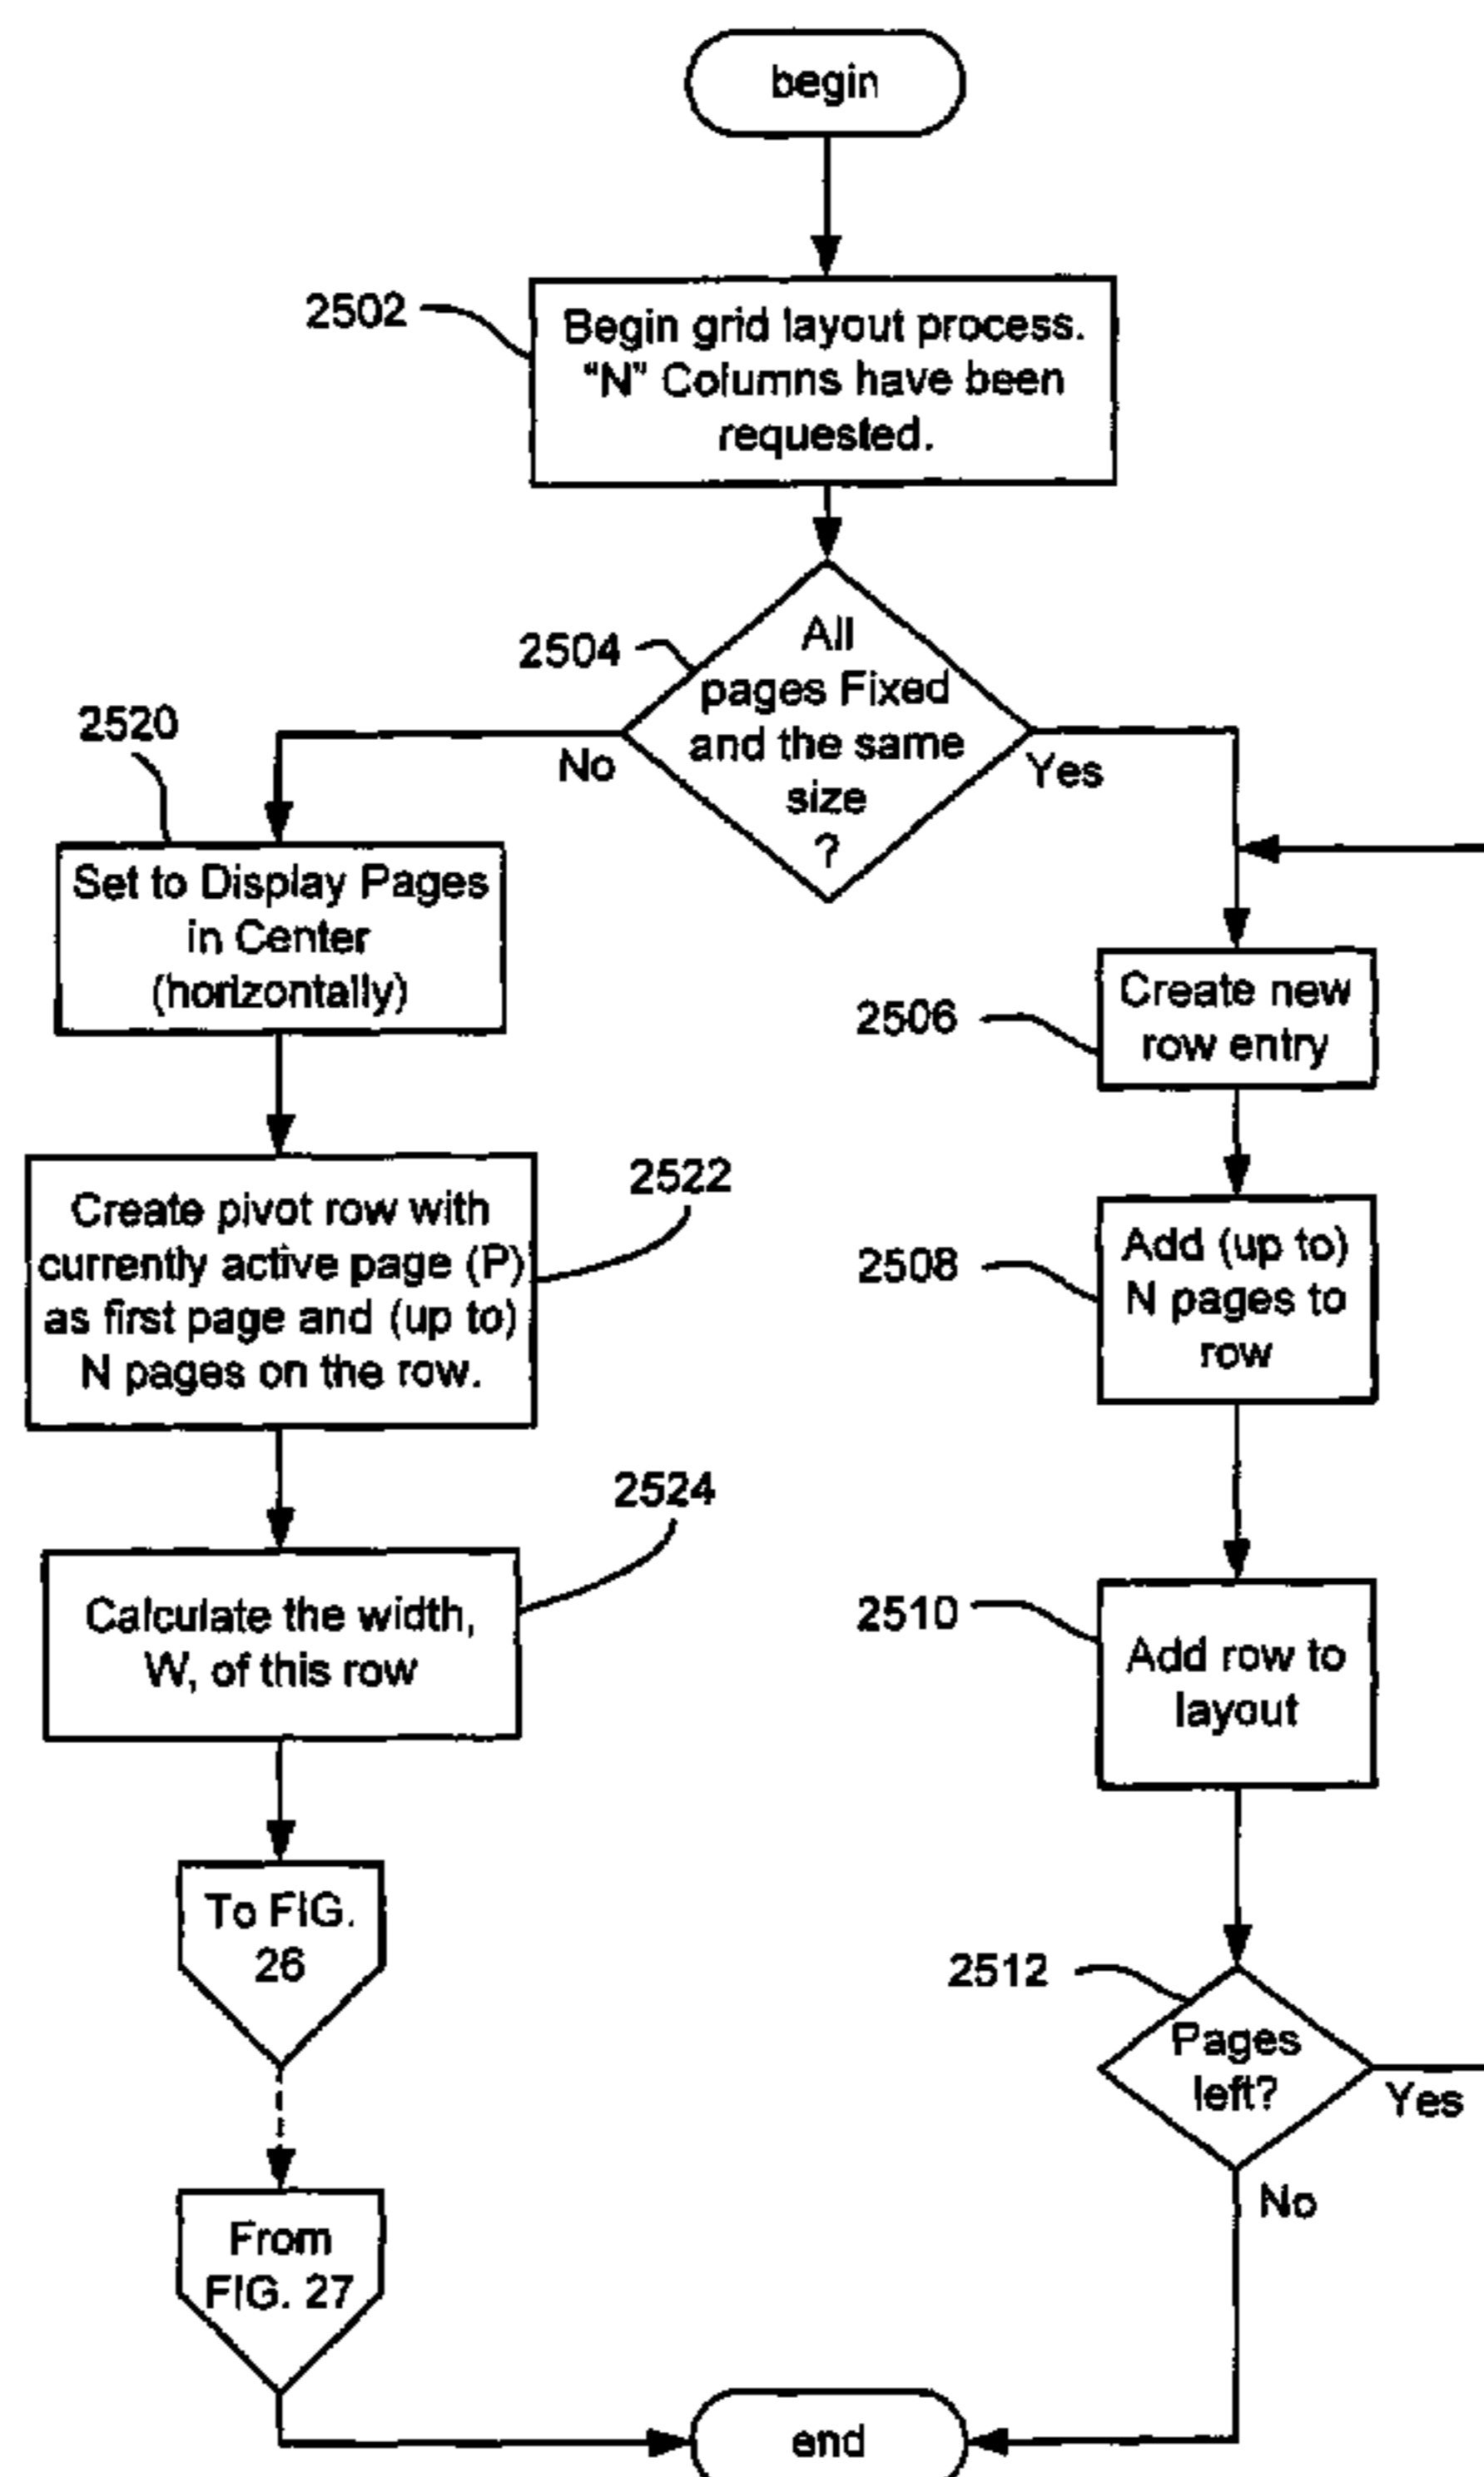 begin
2502
Begin grid layout process.
“N” Columns have been
requested.
2504
All
pages Fixed
and the same
size
?
No
Yes
2520
Set to Display Pages
in Center
(horizontally)
2506
Create new
row entry
2522
Create pivot row with
currently active page (P)
as first page and (up to)
N pages on the row.
2508
Add (up to)
N pages to
row
2524
Calculate the width,
W, of this row
2510
Add row to
layout
To FIG.
26
2512
Pages
left?
Yes
No
From
FIG. 27
end